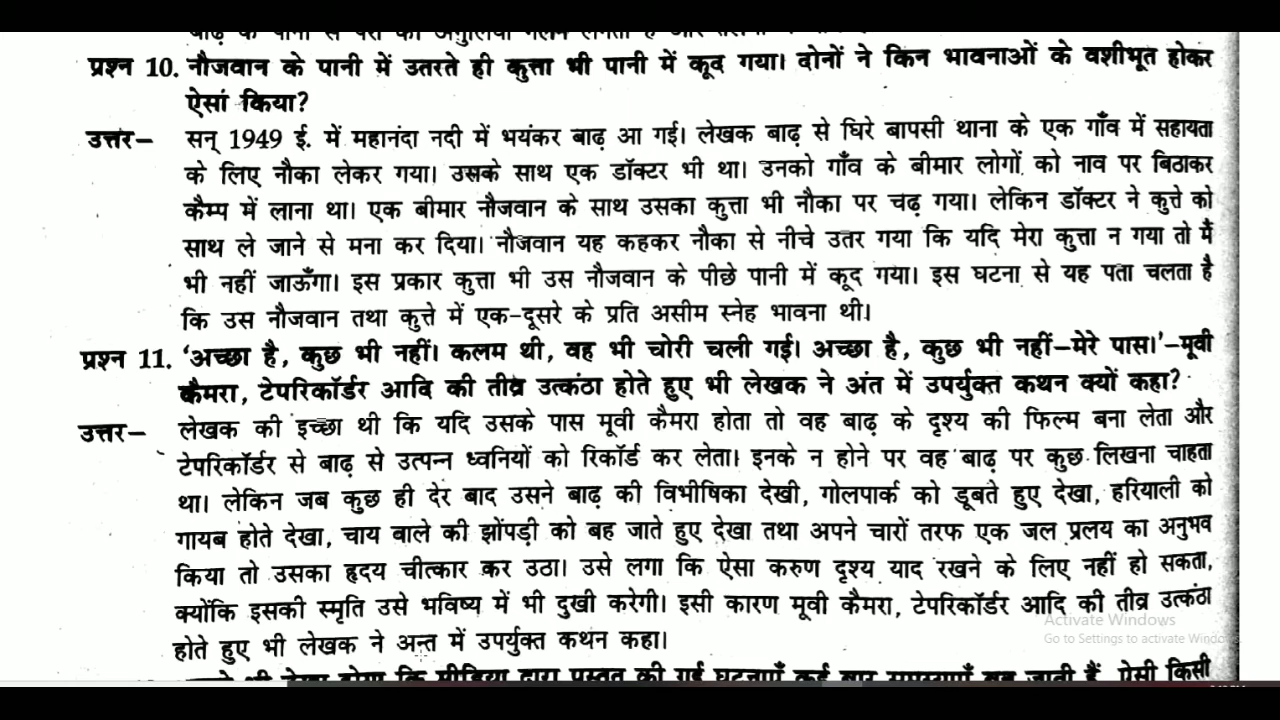 प्रश्न 10. नौजवान के पानी में उतरते ही कुत्ता भी पानी में कूद गया। दोनों ने किन भावनाओं के वशीभूत होकर
ऐसां किया?
उत्तर– सन् 1949 ई. में महानंदा नदी में भयंकर बाढ़ आ गई। लेखक बाढ़ से घिरे बापसी थाना के एक गाँव में सहायता
के लिए नौका लेकर गया। उसके साथ एक डॉक्टर भी था। उनको गाँव के बीमार लोगों को नाव पर बिठाकर
कैम्प में लाना था। एक बीमार नौजवान के साथ उसका कुत्ता भी नौका पर चढ़ गया। लेकिन डॉक्टर ने कुत्ते को
साथ ले जाने से मना कर दिया। नौजवान यह कहकर नौका से नीचे उतर गया कि यदि मेरा कुत्ता न गया तो मैं
भी नहीं जाऊँगा। इस प्रकार कुत्ता भी उस नौजवान के पीछे पानी में कूद गया। इस घटना से यह पता चलता है
कि उस नौजवान तथा कुत्ते में एक-दूसरे के प्रति असीम स्नेह भावना थी।
प्रश्न 11. 'अच्छा है, कुछ भी नहीं। कलम थी, वह भी चोरी चली गई। अच्छा है, कुछ भी नहीं–मेरे पास।'–मूवी
कैमरा, टेपरिकॉर्डर आदि की तीव्र उत्कंठा होते हुए भी लेखक ने अंत में उपर्युक्त कथन क्यों कहा?
उत्तर– लेखक की इच्छा थी कि यदि उसके पास मूवी कैमरा होता तो वह बाढ़ के दृश्य की फिल्म बना लेता और
टेपरिकॉर्डर से बाढ़ से उत्पन्न ध्वनियों को रिकॉर्ड कर लेता। इनके न होने पर वह बाढ़ पर कुछ लिखना चाहता
था। लेकिन जब कुछ ही देर बाद उसने बाढ़ की विभीषिका देखी, गोलपार्क को डूबते हुए देखा, हरियाली को
गायब होते देखा, चाय वाले की झोंपड़ी को बह जाते हुए देखा तथा अपने चारों तरफ एक जल प्रलय का अनुभव
किया तो उसका हृदय चीत्कार कर उठा। उसे लगा कि ऐसा करुण दृश्य याद रखने के लिए नहीं हो सकता,
क्योंकि इसकी स्मृति उसे भविष्य में भी दुखी करेगी। इसी कारण मूवी कैमरा, टेपरिकॉर्डर आदि की तीव्र उत्कंठा
होते हुए भी लेखक ने अन्त में उपर्युक्त कथन कहा।
Activate Windows
Go to Settings to activate Windows.
कि मीडिया द्वारा प्रस्तुत की गई घटनाएँ कई बार समस्याएँ बन जाती हैं, ऐसी किसी